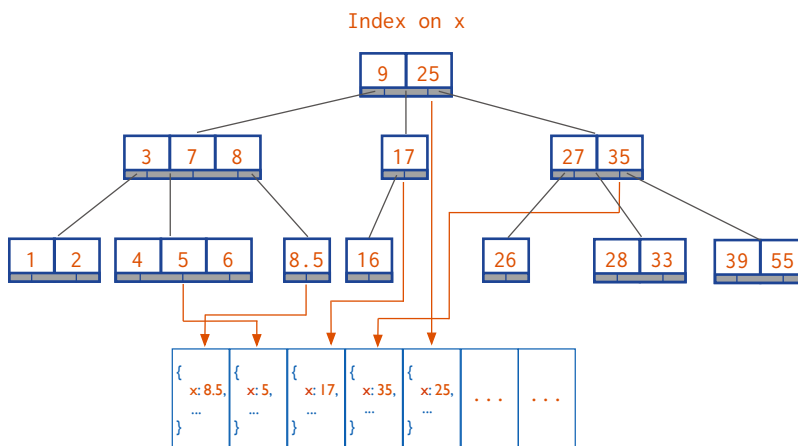 Index on x
9 25
3 7 8
17
27 35
1 2
4 5 6
8.5
16
26
28 33
39 55
{ { { { {
x: 8.5, x: 5, x: 17, x: 35, x: 25, ... ...
... ... ... ... ...
} } } } }